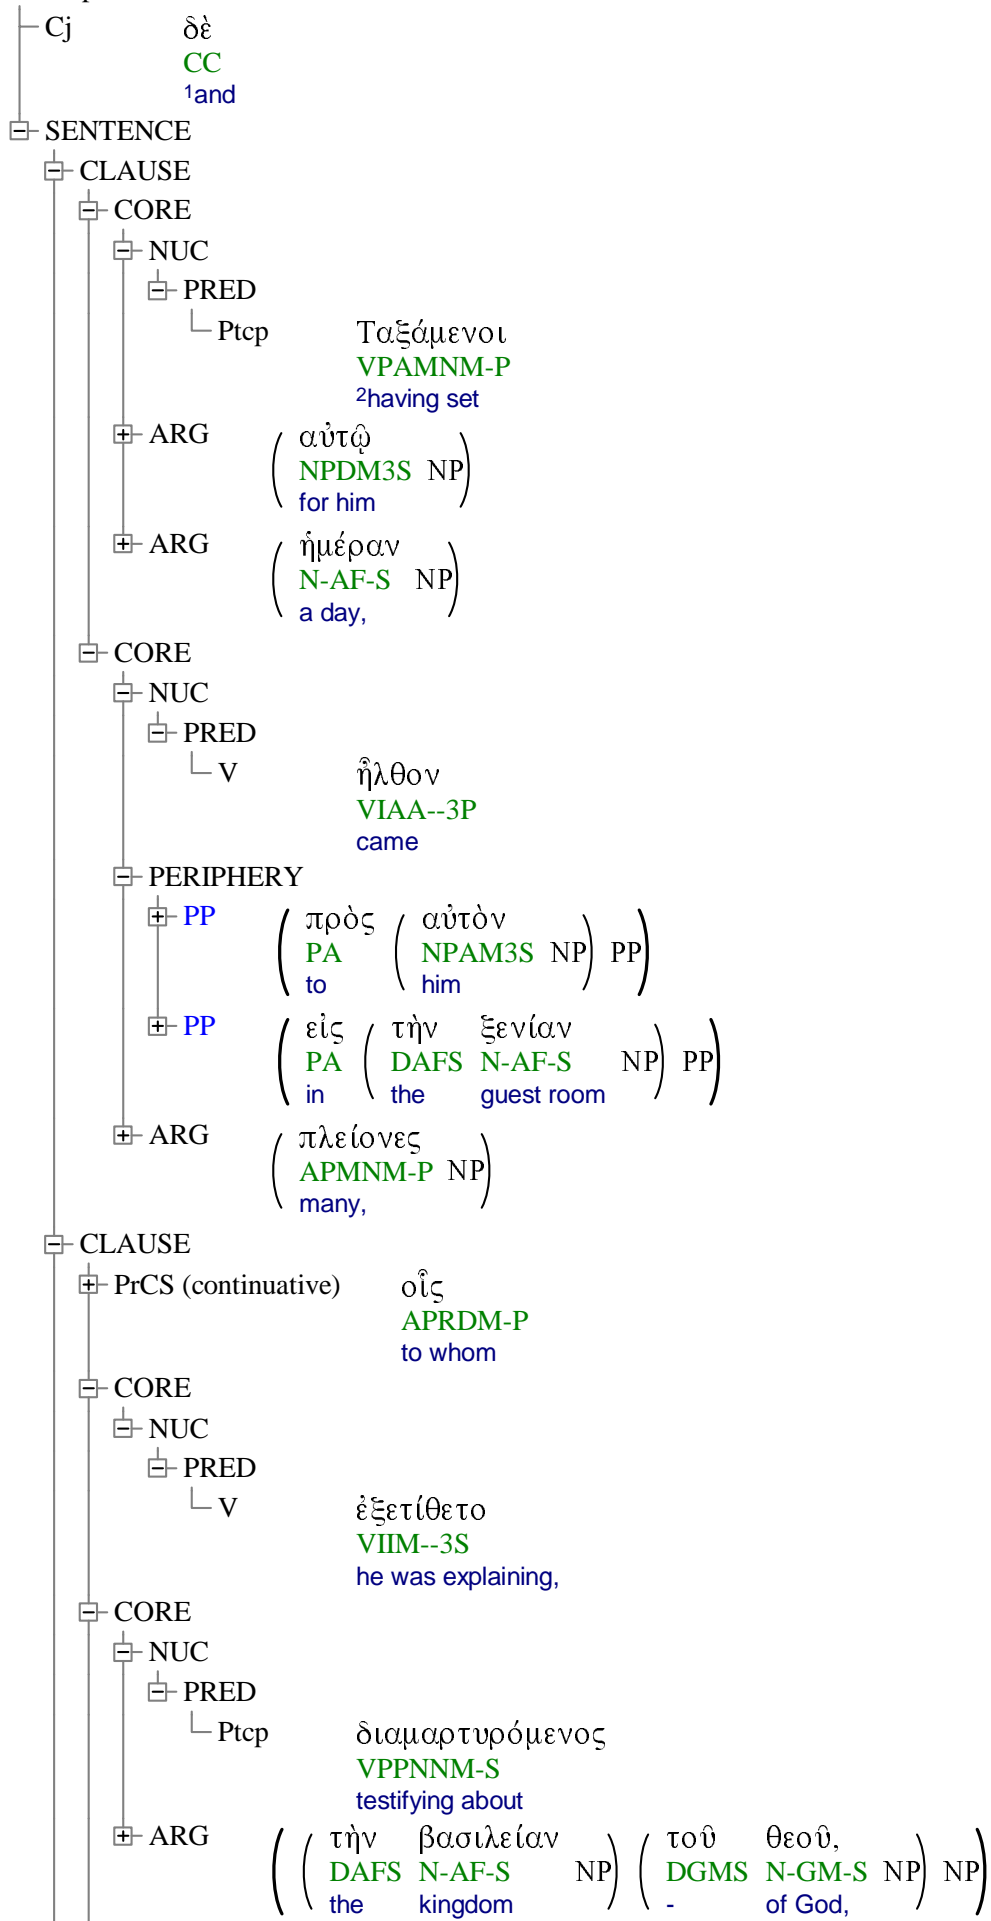 Cj δὲ
CC
1and
SENTENCE
CLAUSE
CORE
NUC
PRED
Ptcp Ταξάμενοι
VPAMNM-P
2having set
ARG ( αὐτῷ
NPDM3S NP)
for him
ARG ( ἡμέραν
N-AF-S NP)
a day,
CORE
NUC
PRED
V ἦλθον
VIAA--3P
came
PERIPHERY
PP ( πρὸς ( αὐτὸν
PA NPAM3S NP) PP)
to him
PP ( εἰς ( τὴν ξενίαν
PA DAFS N-AF-S NP) PP)
in the guest room
ARG ( πλείονες
APMNM-P NP)
many,
CLAUSE
PrCS (continuative) οἷς
APRDM-P
to whom
CORE
NUC
PRED
V ἐξετίθετο
VIIM--3S
he was explaining,
CORE
NUC
PRED
Ptcp διαμαρτυρόμενος
VPPNNM-S
testifying about
ARG ( ( τὴν βασιλείαν ( τοῦ θεοῦ,
DAFS N-AF-S NP) DGMS N-GM-S NP) NP)
the kingdom - of God,